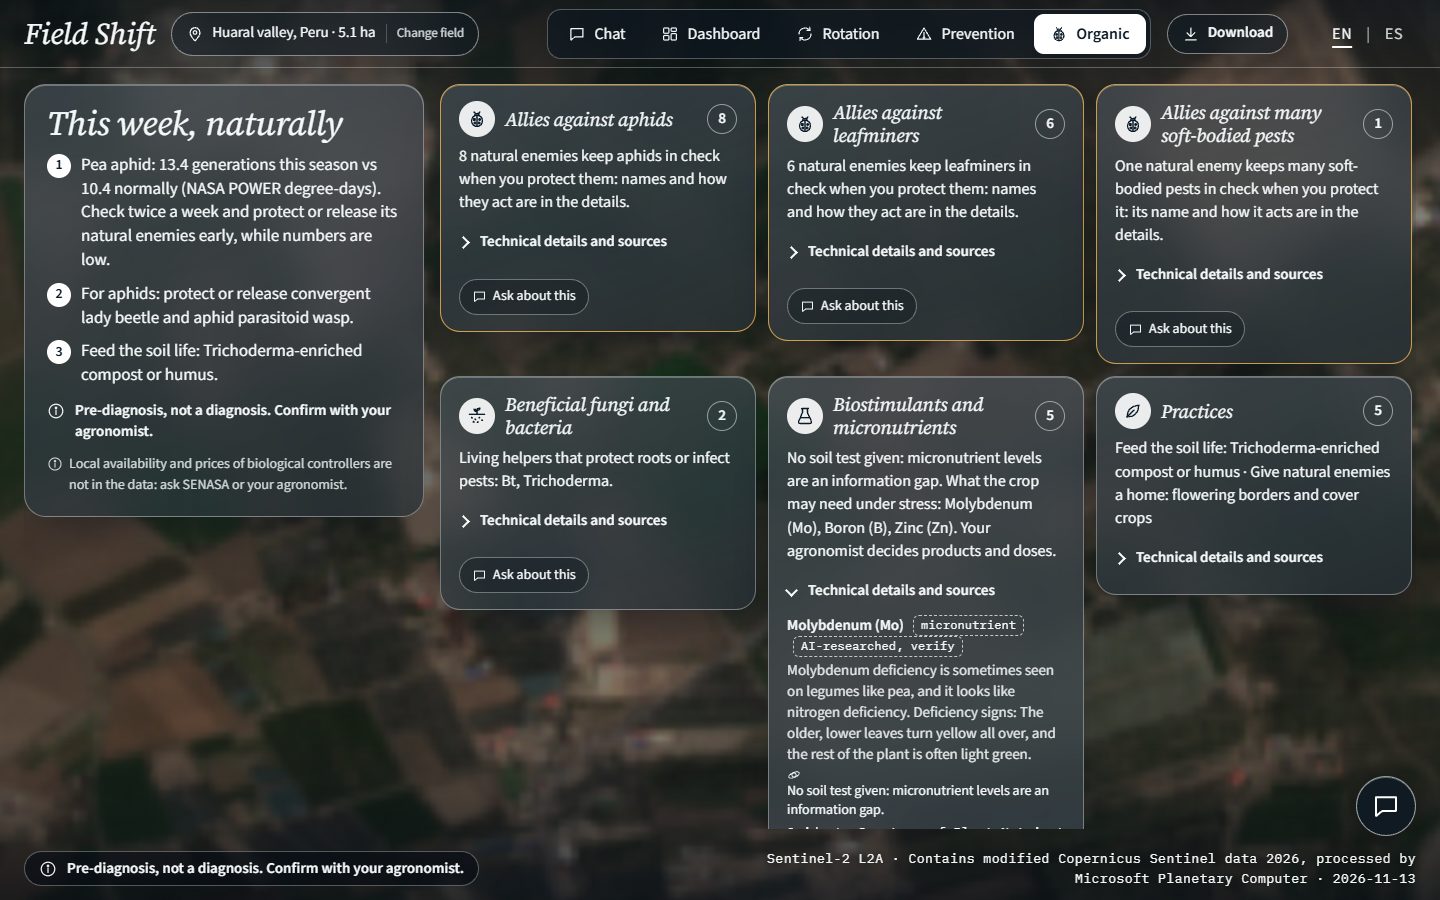 Field Shift
Huaral valley, Peru · 5.1 ha
Change field
Chat
Dashboard
Rotation
Prevention
Organic
Download
EN | ES
This week, naturally
1
Pea aphid: 13.4 generations this season vs
10.4 normally (NASA POWER degree-days).
Check twice a week and protect or release its
natural enemies early, while numbers are
low.
2
For aphids: protect or release convergent
lady beetle and aphid parasitoid wasp.
3
Feed the soil life: Trichoderma-enriched
compost or humus.
Pre-diagnosis, not a diagnosis. Confirm with your
agronomist.
Local availability and prices of biological controllers are
not in the data: ask SENASA or your agronomist.
Allies against aphids
8
8 natural enemies keep aphids in check
when you protect them: names and how
they act are in the details.
Technical details and sources
Ask about this
Allies against
leafminers
6
6 natural enemies keep leafminers in
check when you protect them: names
and how they act are in the details.
Technical details and sources
Ask about this
Allies against many
soft-bodied pests
1
One natural enemy keeps many soft-
bodied pests in check when you protect
it: its name and how it acts are in the
details.
Technical details and sources
Ask about this
Beneficial fungi and
bacteria
2
Living helpers that protect roots or infect
pests: Bt, Trichoderma.
Technical details and sources
Ask about this
Biostimulants and
micronutrients
5
No soil test given: micronutrient levels
are an information gap. What the crop
may need under stress: Molybdenum
(Mo), Boron (B), Zinc (Zn). Your
agronomist decides products and doses.
Technical details and sources
Molybdenum (Mo) micronutrient
AI-researched, verify
Molybdenum deficiency is sometimes seen
on legumes like pea, and it looks like
nitrogen deficiency. Deficiency signs: The
older, lower leaves turn yellow all over, and
the rest of the plant is often light green.
No soil test given: micronutrient levels are an
information gap.
Practices
5
Feed the soil life: Trichoderma-enriched
compost or humus · Give natural enemies
a home: flowering borders and cover
crops
Technical details and sources
Pre-diagnosis, not a diagnosis. Confirm with your agronomist.
Sentinel-2 L2A · Contains modified Copernicus Sentinel data 2026, processed by
Microsoft Planetary Computer · 2026-11-13